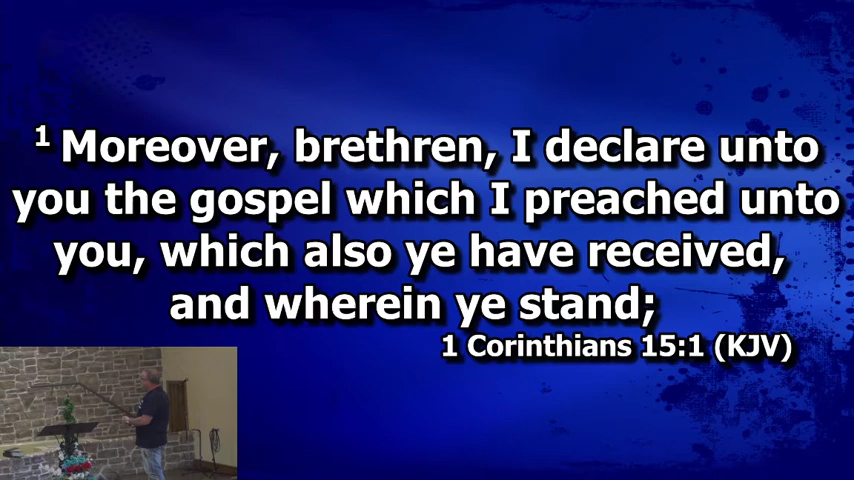 1 Moreover, brethren, I declare unto
you the gospel which I preached unto
you, which also ye have received,
and wherein ye stand;
1 Corinthians 15:1 (KJV)